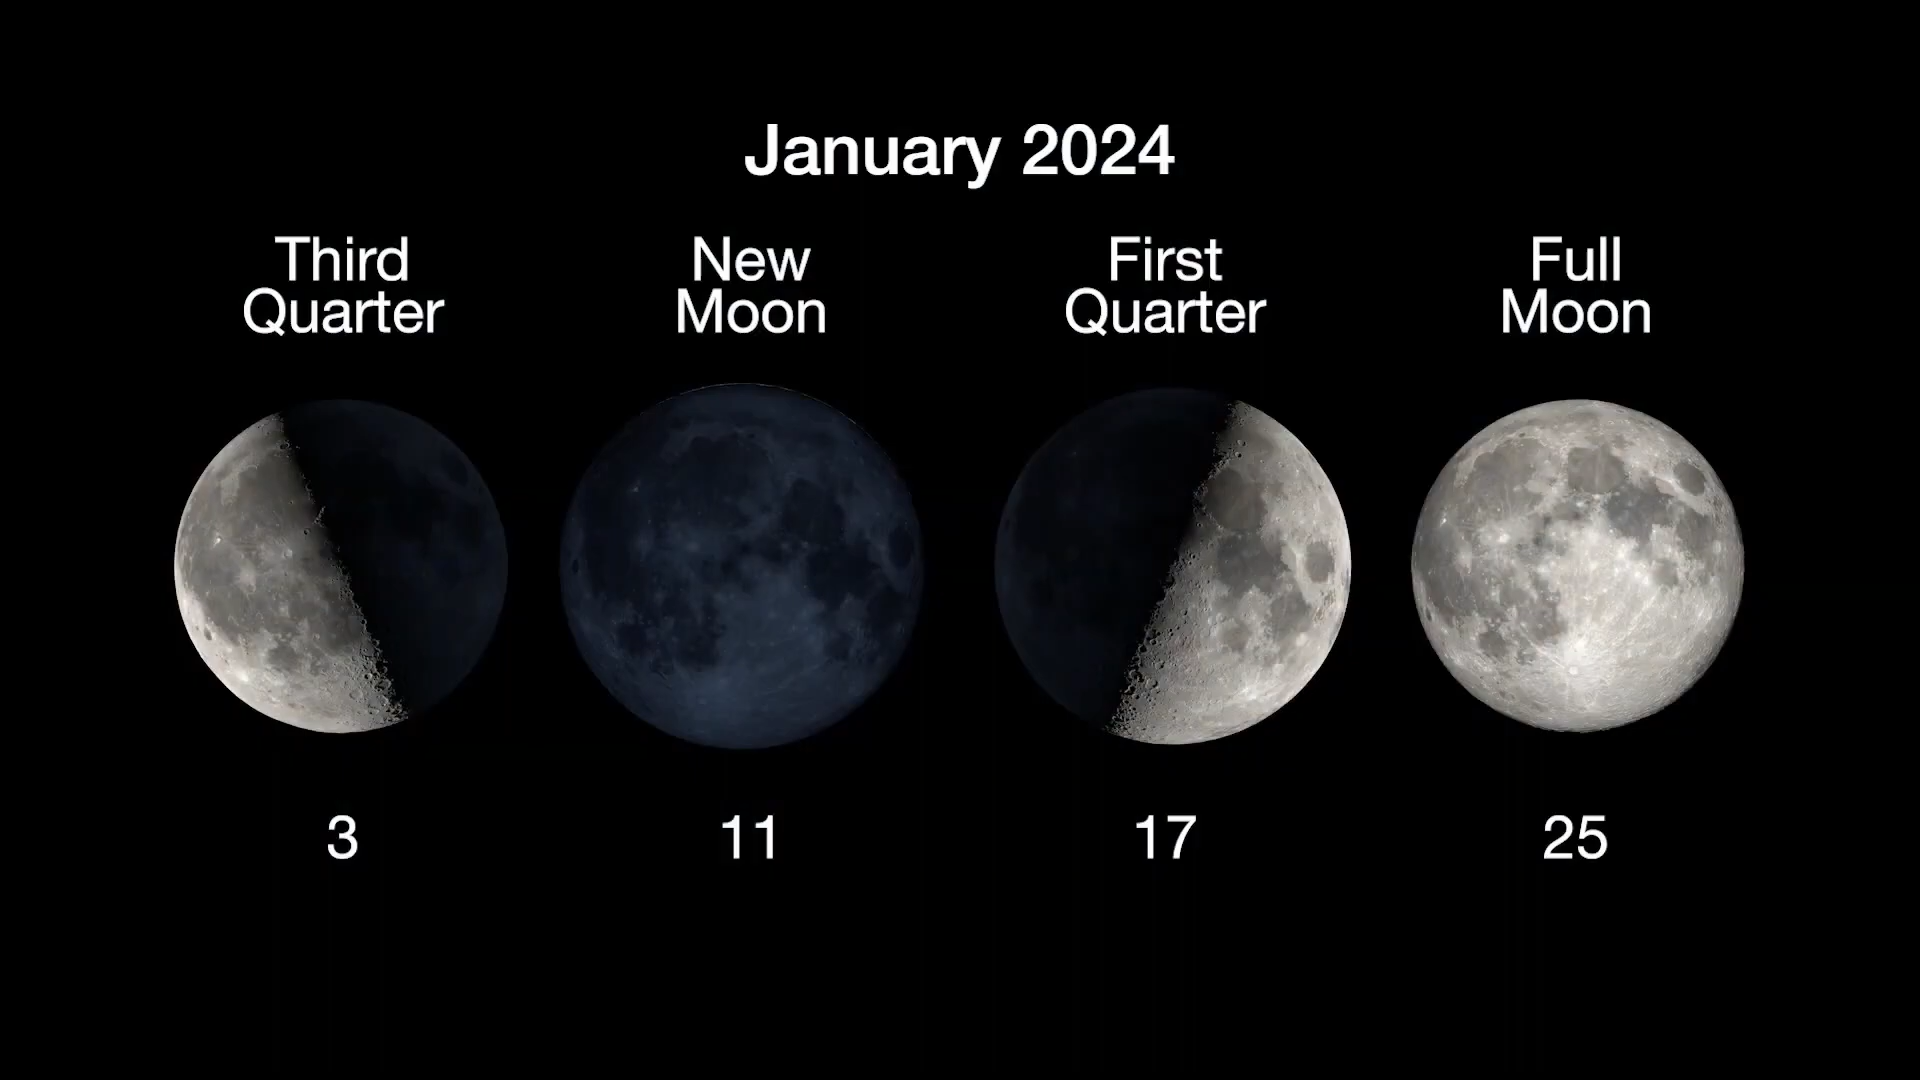 January 2024
Third
Quarter
New
Moon
First
Quarter
Full
Moon
3
11
17
25